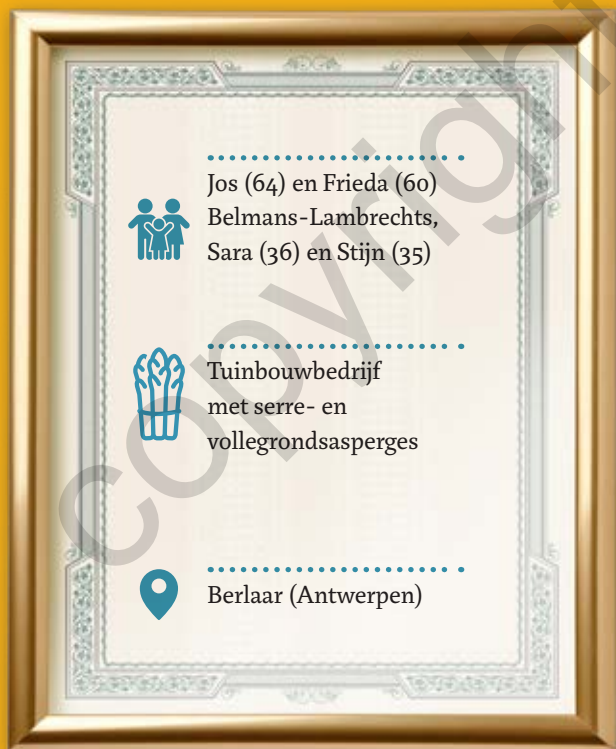 Jos (64) en Frieda (60)
Belmans-Lambrechts,
Sara (36) en Stijn (35)
Tuinbouwbedrijf
met serre- en
vollegrondsasperges
Berlaar (Antwerpen)
copyright